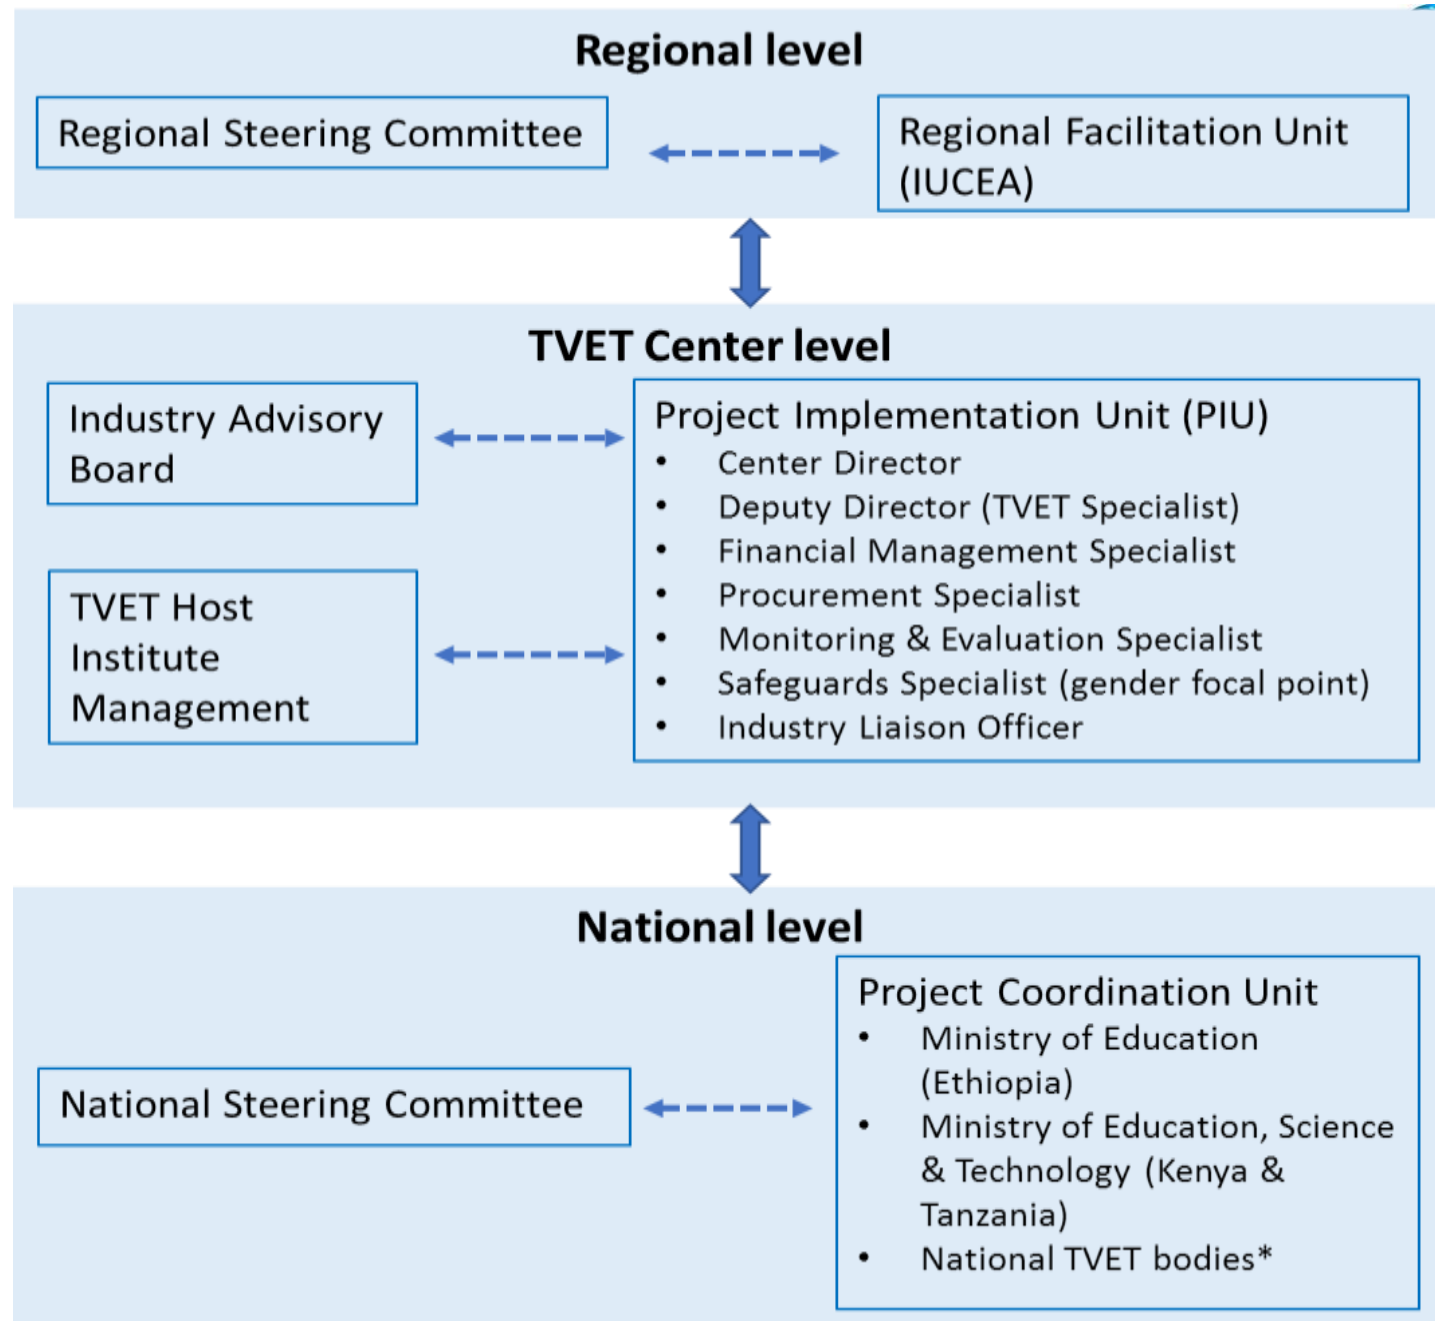 Regional level
Regional Steering Committee
Regional Facilitation Unit
(IUCEA)
TVET Center level
Industry Advisory
Board
TVET Host
Institute
Management
Project Implementation Unit (PIU)
• Center Director
• Deputy Director (TVET Specialist)
• Financial Management Specialist
• Procurement Specialist
• Monitoring & Evaluation Specialist
• Safeguards Specialist (gender focal point)
• Industry Liaison Officer
National level
National Steering Committee
Project Coordination Unit
• Ministry of Education
(Ethiopia)
• Ministry of Education, Science
& Technology (Kenya &
Tanzania)
• National TVET bodies*